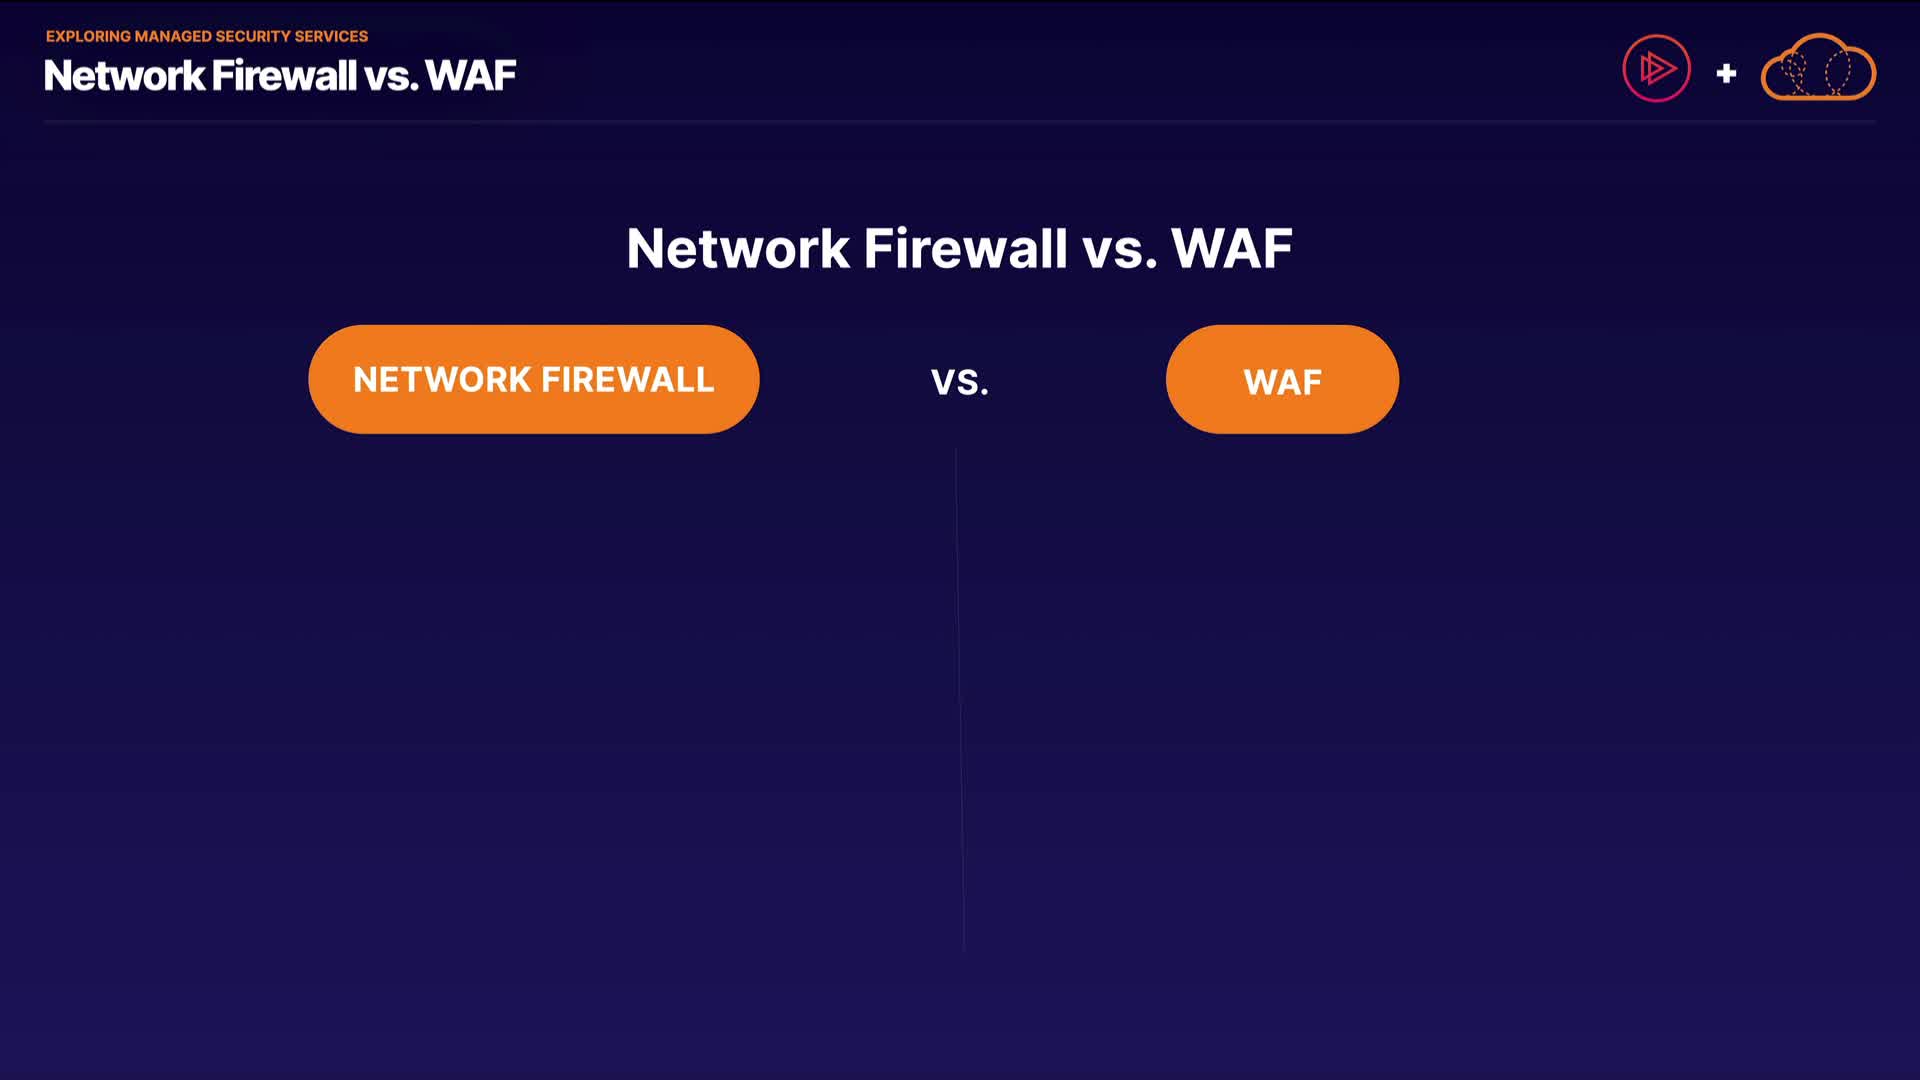 EXPLORING MANAGED SECURITY SERVICES
Network Firewall vs. WAF
+
Network Firewall vs. WAF
NETWORK FIREWALL VS. WAF